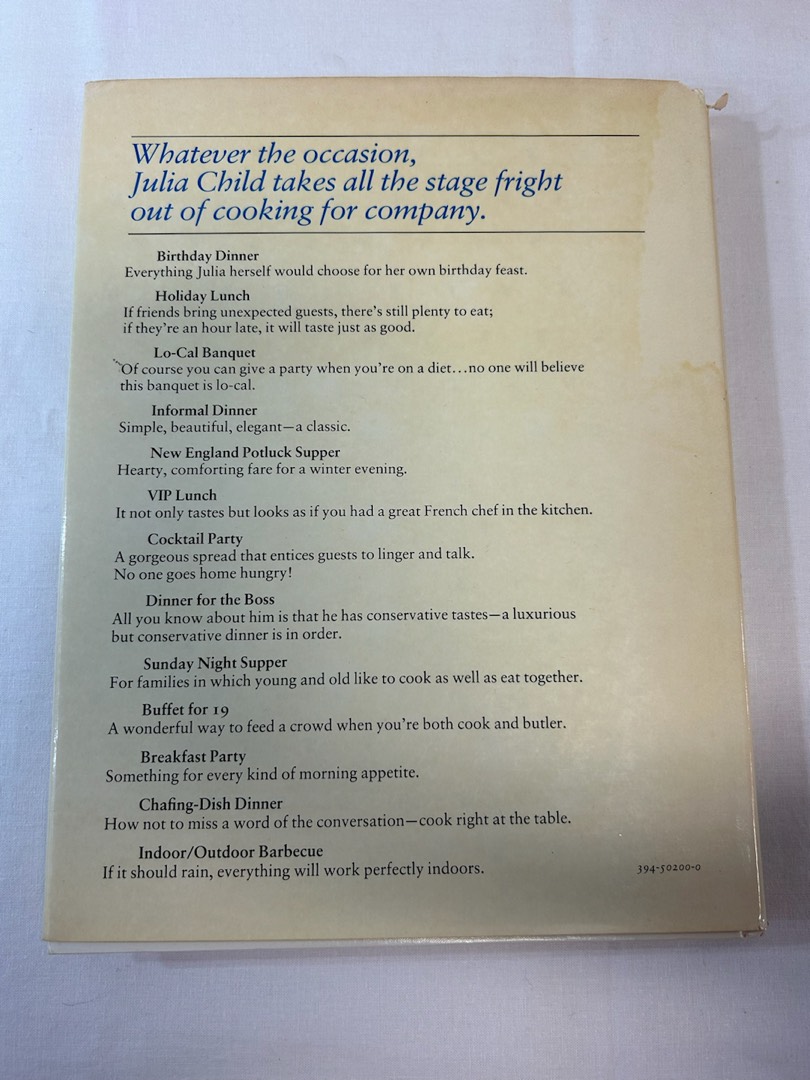 Whatever the occasion,
Julia Child takes all the stage fright
out of cooking for company.
Birthday Dinner
Everything Julia herself would choose for her own birthday feast.
Holiday Lunch
If friends bring unexpected guests, there's still plenty to eat;
if they're an hour late, it will taste just as good.
Lo-Cal Banquet
Of course you can give a party when you're on a diet...no one will believe
this banquet is lo-cal.
Informal Dinner
Simple, beautiful, elegant—a classic.
New England Potluck Supper
Hearty, comforting fare for a winter evening.
VIP Lunch
It not only tastes but looks as if you had a great French chef in the kitchen.
Cocktail Party
A gorgeous spread that entices guests to linger and talk.
No one goes home hungry!
Dinner for the Boss
All you know about him is that he has conservative tastes—a luxurious
but conservative dinner is in order.
Sunday Night Supper
For families in which young and old like to cook as well as eat together.
Buffet for 19
A wonderful way to feed a crowd when you're both cook and butler.
Breakfast Party
Something for every kind of morning appetite.
Chafing-Dish Dinner
How not to miss a word of the conversation—cook right at the table.
Indoor/Outdoor Barbecue
If it should rain, everything will work perfectly indoors.
394-50200-0